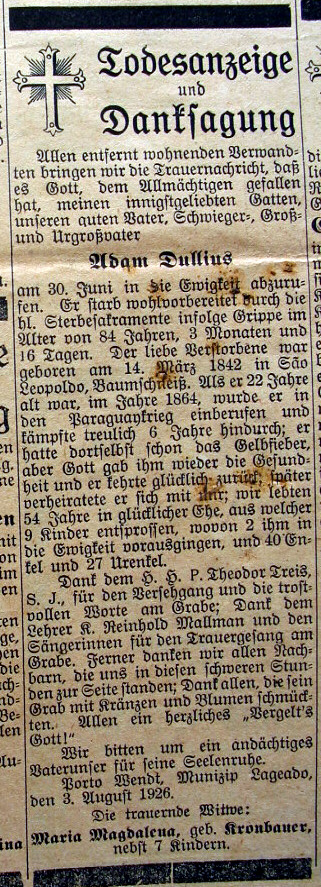 Todesanzeige
und
Danksagung
Allen entfernt wohnenden Verwand-
ten bringen wir die Trauernachricht, daß
es Gott, dem Allmächtigen gefallen
hat, meinen innigstgeliebten Gatten,
unseren guten Vater, Schwieger-, Groß-
und Urgroßvater
Adam Dullius
am 30. Juni in die Ewigkeit abzuru-
fen. Er starb wohlvorbereitet durch die
hl. Sterbesakramente infolge Grippe im
Alter von 84 Jahren, 3 Monaten und
16 Tagen. Der liebe Verstorbene war
geboren am 14. März 1842 in São
Leopoldo, Baumschneiß. Als er 22 Jahre
alt war, im Jahre 1864, wurde er in
den Paraguaykrieg einberufen und
kämpfte treulich 6 Jahre hindurch; er
hatte dortselbst schon das Gelbfieber,
aber Gott gab ihm wieder die Gesund-
heit und er kehrte glücklich zurück; später
verheiratete er sich mit mir; wir lebten
54 Jahre in glücklicher Ehe, aus welcher
9 Kinder entsprossen, wovon 2 ihm in
die Ewigkeit vorausgingen, und 40 En-
kel und 27 Urenkel.
Dank dem H. H. P. Theodor Treis,
S. J., für den Versehgang und die trost-
vollen Worte am Grabe; Dank dem
Lehrer K. Reinhold Mallman und den
Sängerinnen für den Trauergesang am
Grabe. Ferner danken wir allen Nach-
barn, die uns in diesen schweren Stun-
den zur Seite standen; Dank allen, die sein
Grab mit Kränzen und Blumen schmück-
ten. Allen ein herzliches „Vergelt's
Gott!"
Wir bitten um ein andächtiges
Vaterunser für seine Seelenruhe.
Porto Wendt, Munizip Lageado,
den 3. August 1926.
Die trauernde Witwe:
Maria Magdalena, geb. Kronbauer,
nebst 7 Kindern.